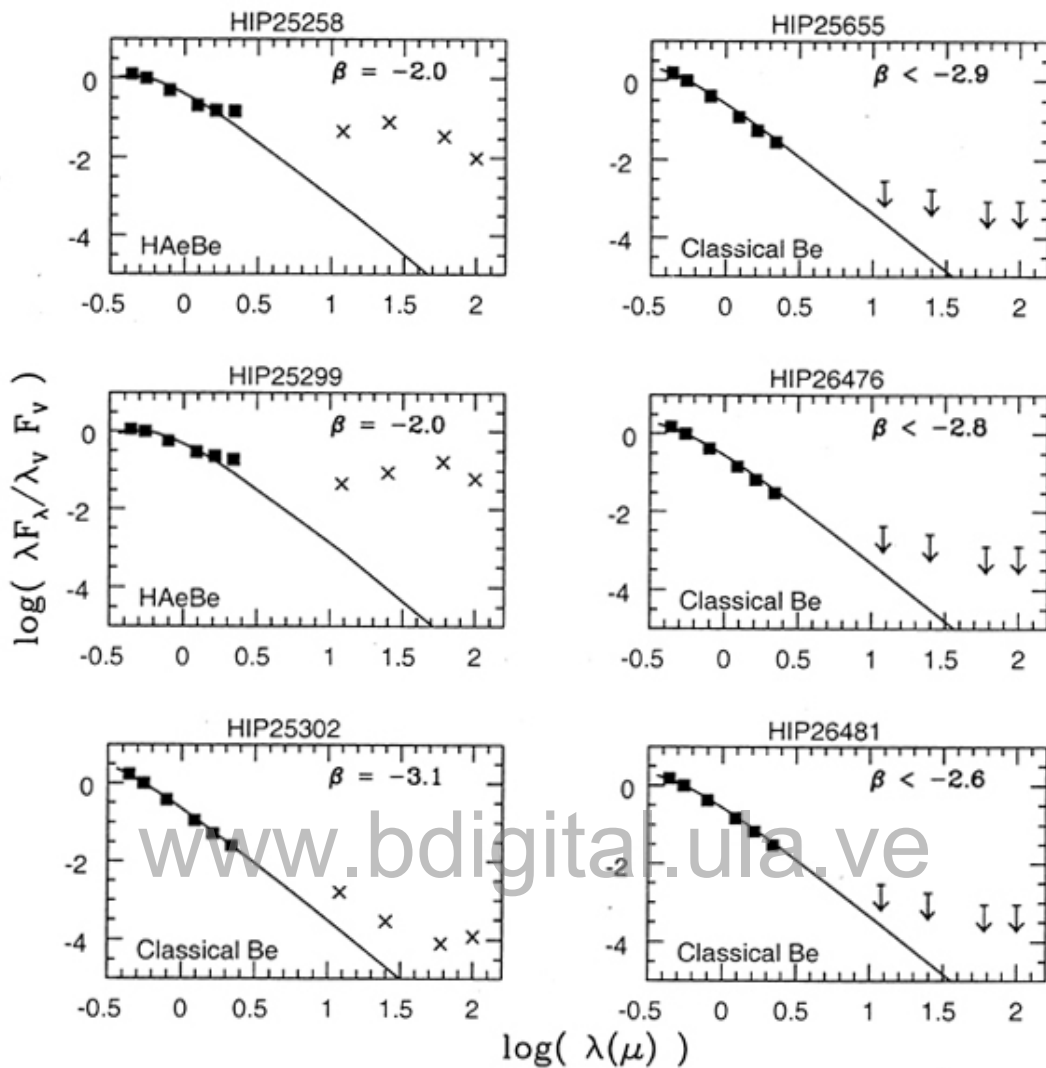 HIP25258
β = -2.0
0
-2
-4
HAeBe
-0.5 0 0.5 1 1.5 2
HIP25655
β < -2.9
0
-2
-4
Classical Be
-0.5 0 0.5 1 1.5 2
HIP25299
β = -2.0
0
-2
-4
HAeBe
-0.5 0 0.5 1 1.5 2
HIP26476
β < -2.8
0
-2
-4
Classical Be
-0.5 0 0.5 1 1.5 2
HIP25302
β = -3.1
0
-2
-4
Classical Be
-0.5 0 0.5 1 1.5 2
HIP26481
β < -2.6
0
-2
-4
Classical Be
-0.5 0 0.5 1 1.5 2
log( λF_λ/λ_V F_V )
log( λ(μ) )
www.bdigital.ula.ve